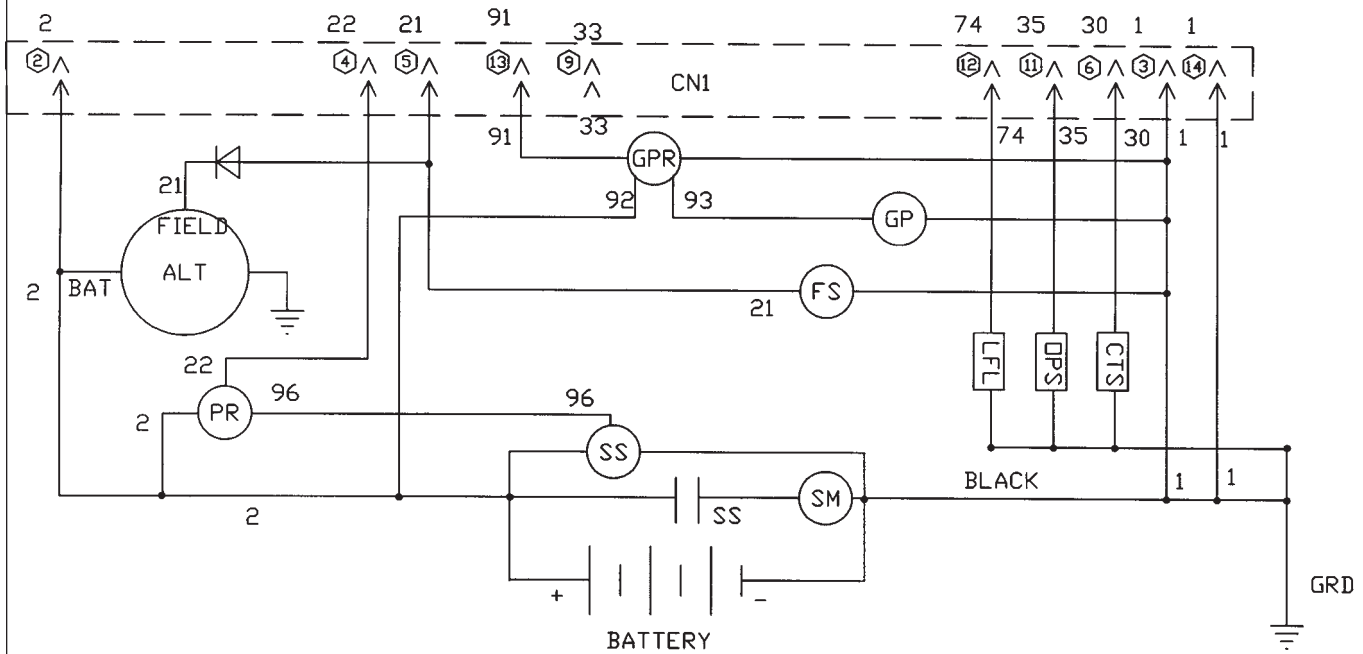 2 22 21 91 33 74 35 30 1 1
2 4 5 13 9 12 11 6 3 14
CN1
91 33 74 35 30 1 1
GPR
21 92 93
FIELD GP
ALT
2 BAT 21 FS
22 LFL OPS CTS
PR 96 96
2 SS
BLACK 1 1
2 SS SM
+ -
GRD
BATTERY